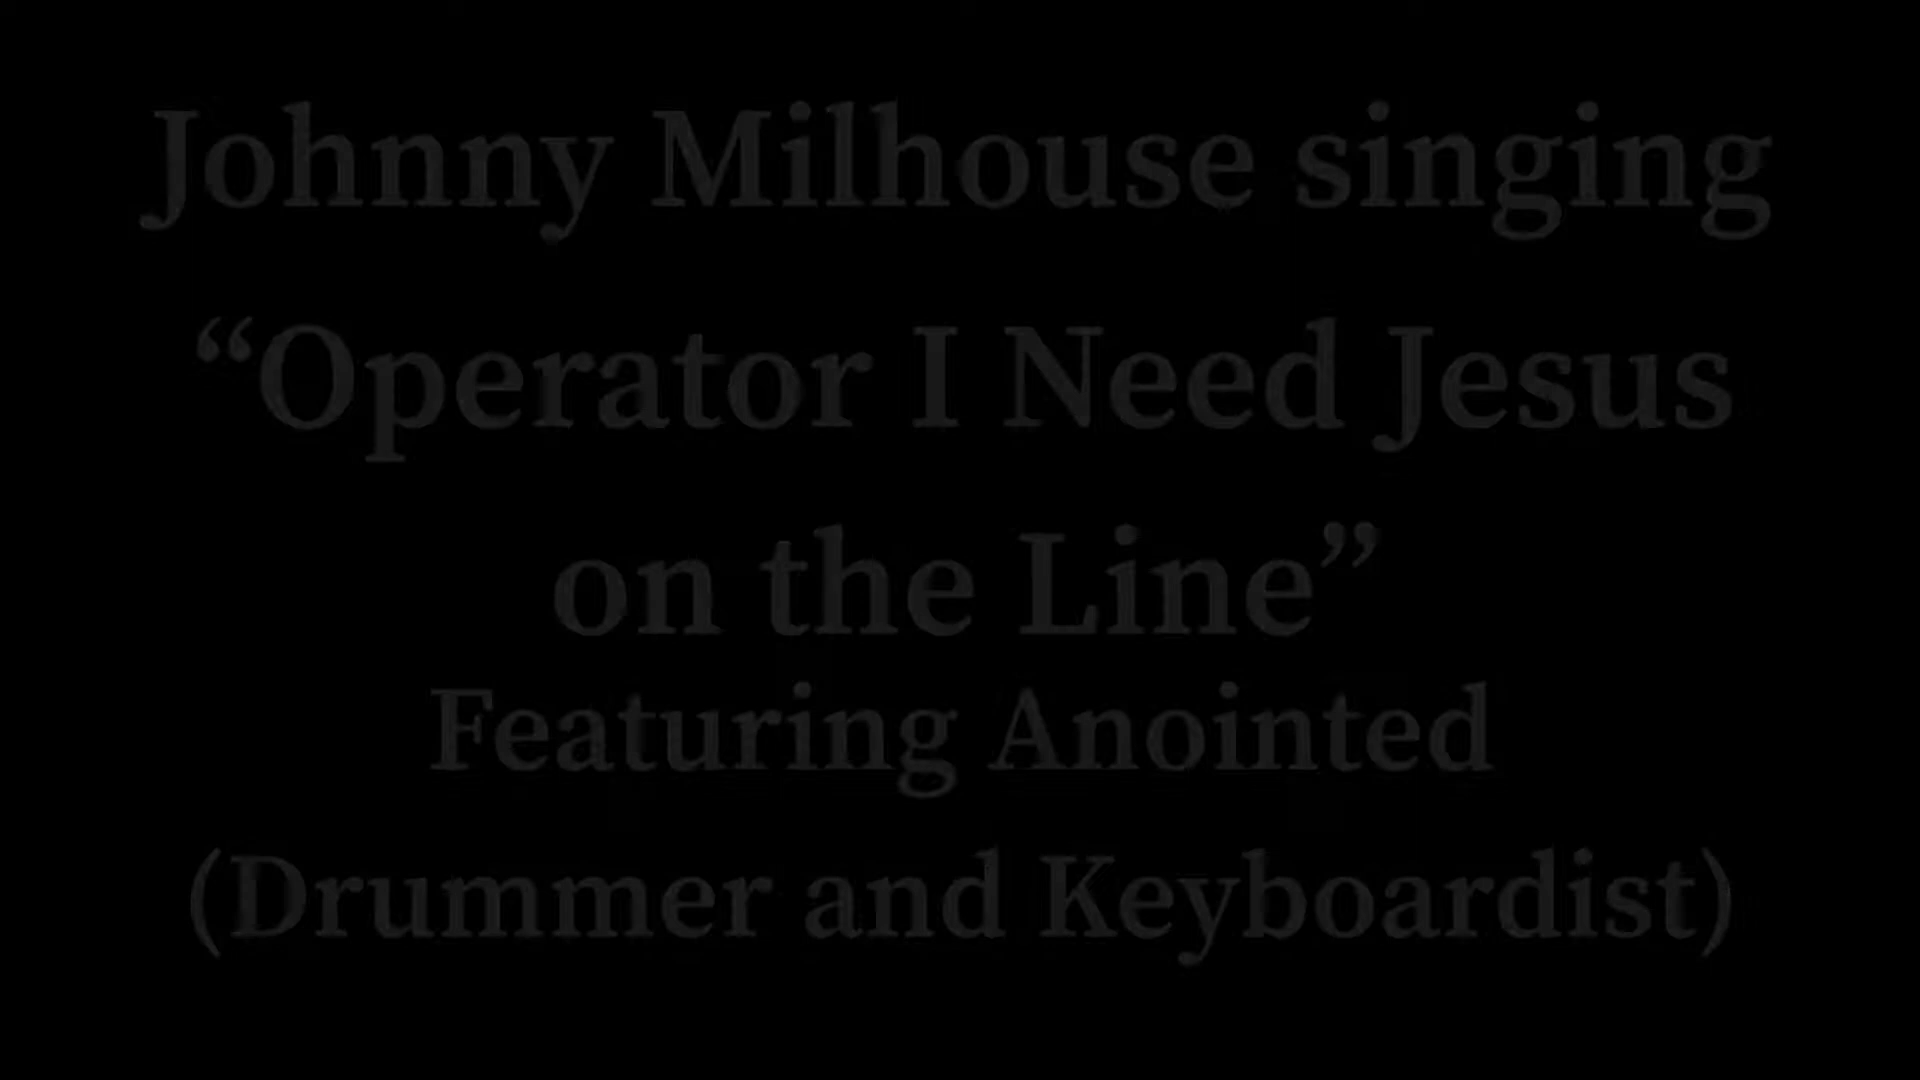 Johnny Milhouse singing
“Operator I Need Jesus
on the Line”
Featuring Anointed
(Drummer and Keyboardist)